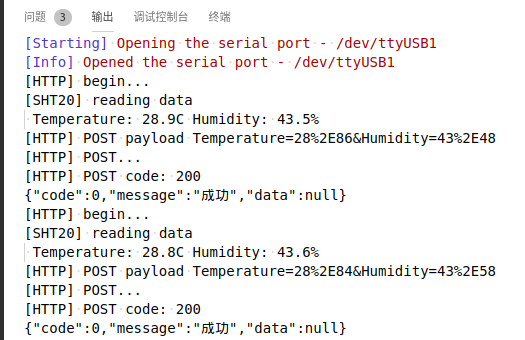 问题 3 输出 调试控制台 终端
[Starting] Opening the serial port - /dev/ttyUSB1
[Info] Opened the serial port - /dev/ttyUSB1
[HTTP] begin...
[SHT20] reading data
Temperature: 28.9C Humidity: 43.5%
[HTTP] POST payload Temperature=28%2E86&Humidity=43%2E48
[HTTP] POST...
[HTTP] POST code: 200
{"code":0,"message":"成功","data":null}
[HTTP] begin...
[SHT20] reading data
Temperature: 28.8C Humidity: 43.6%
[HTTP] POST payload Temperature=28%2E84&Humidity=43%2E58
[HTTP] POST...
[HTTP] POST code: 200
{"code":0,"message":"成功","data":null}